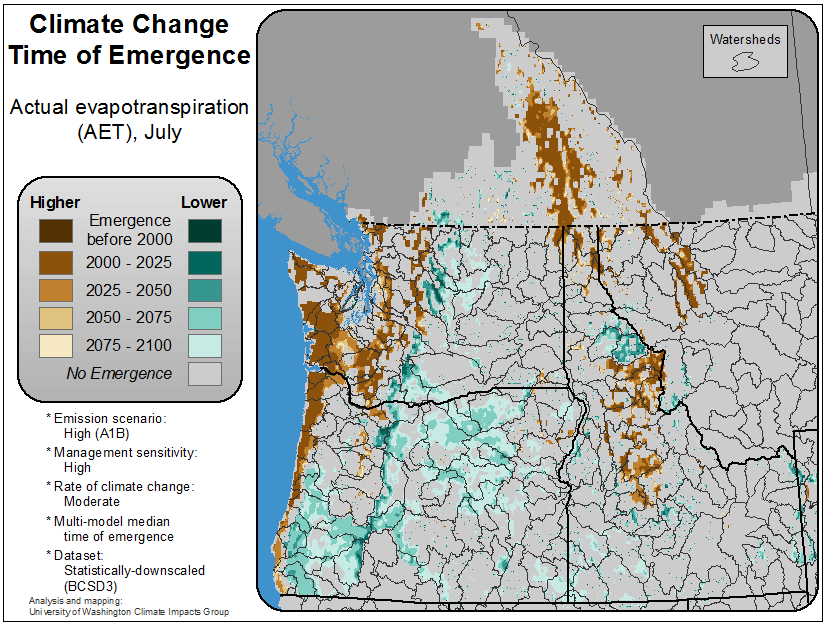 Climate Change
Time of Emergence
Actual evapotranspiration
(AET), July
Higher
Lower
Emergence
before 2000
2000 - 2025
2025 - 2050
2050 - 2075
2075 - 2100
No Emergence
* Emission scenario:
High (A1B)
* Management sensitivity:
High
* Rate of climate change:
Moderate
* Multi-model median
time of emergence
* Dataset:
Statistically-downscaled
(BCSD3)
Analysis and mapping:
University of Washington Climate Impacts Group
Watersheds